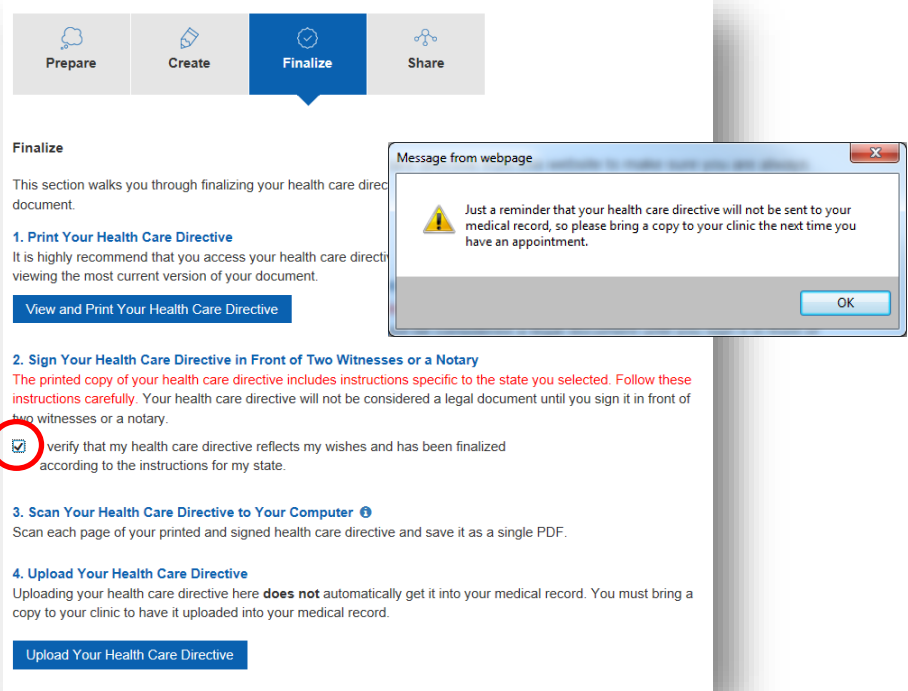 Prepare
Create
Finalize
Share
Finalize
This section walks you through finalizing your health care direc
document.
1. Print Your Health Care Directive
It is highly recommend that you access your health care directi
viewing the most current version of your document.
View and Print Your Health Care Directive
Message from webpage
Just a reminder that your health care directive will not be sent to your
medical record, so please bring a copy to your clinic the next time you
have an appointment.
OK
2. Sign Your Health Care Directive in Front of Two Witnesses or a Notary
The printed copy of your health care directive includes instructions specific to the state you selected. Follow these
instructions carefully. Your health care directive will not be considered a legal document until you sign it in front of
two witnesses or a notary.
verify that my health care directive reflects my wishes and has been finalized
according to the instructions for my state.
3. Scan Your Health Care Directive to Your Computer
Scan each page of your printed and signed health care directive and save it as a single PDF.
4. Upload Your Health Care Directive
Uploading your health care directive here does not automatically get it into your medical record. You must bring a
copy to your clinic to have it uploaded into your medical record.
Upload Your Health Care Directive